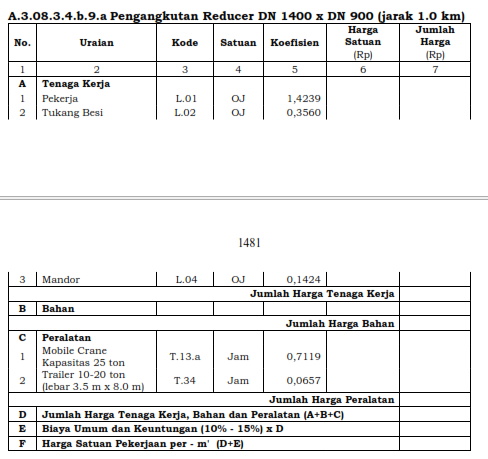 A.3.08.3.4.b.9.a Pengangkutan Reducer DN 1400 x DN 900 (jarak 1.0 km)
No. Uraian Kode Satuan Koefisien Harga Satuan (Rp) Jumlah Harga (Rp)
1 2 3 4 5 6 7
A Tenaga Kerja
1 Pekerja L.01 OJ 1,4239
2 Tukang Besi L.02 OJ 0,3560
1481
3 Mandor L.04 OJ 0,1424
Jumlah Harga Tenaga Kerja
B Bahan
Jumlah Harga Bahan
C Peralatan
1 Mobile Crane Kapasitas 25 ton T.13.a Jam 0,7119
2 Trailer 10-20 ton (lebar 3.5 m x 8.0 m) T.34 Jam 0,0657
Jumlah Harga Peralatan
D Jumlah Harga Tenaga Kerja, Bahan dan Peralatan (A+B+C)
E Biaya Umum dan Keuntungan (10% - 15%) x D
F Harga Satuan Pekerjaan per - m' (D+E)